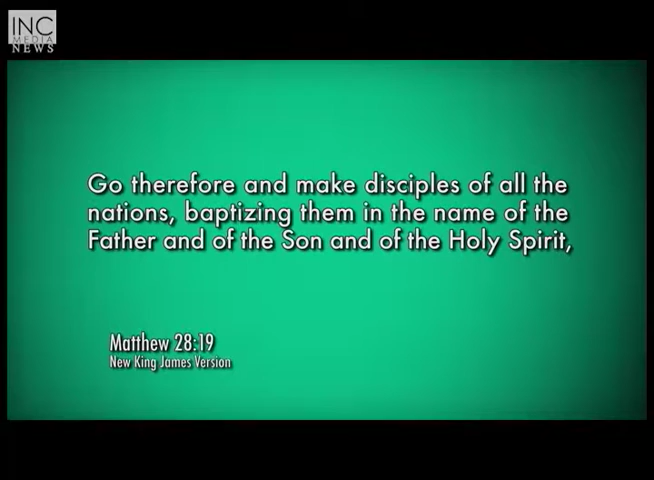 INC
MEDIA
NEWS
Go therefore and make disciples of all the
nations, baptizing them in the name of the
Father and of the Son and of the Holy Spirit,
Matthew 28:19
New King James Version